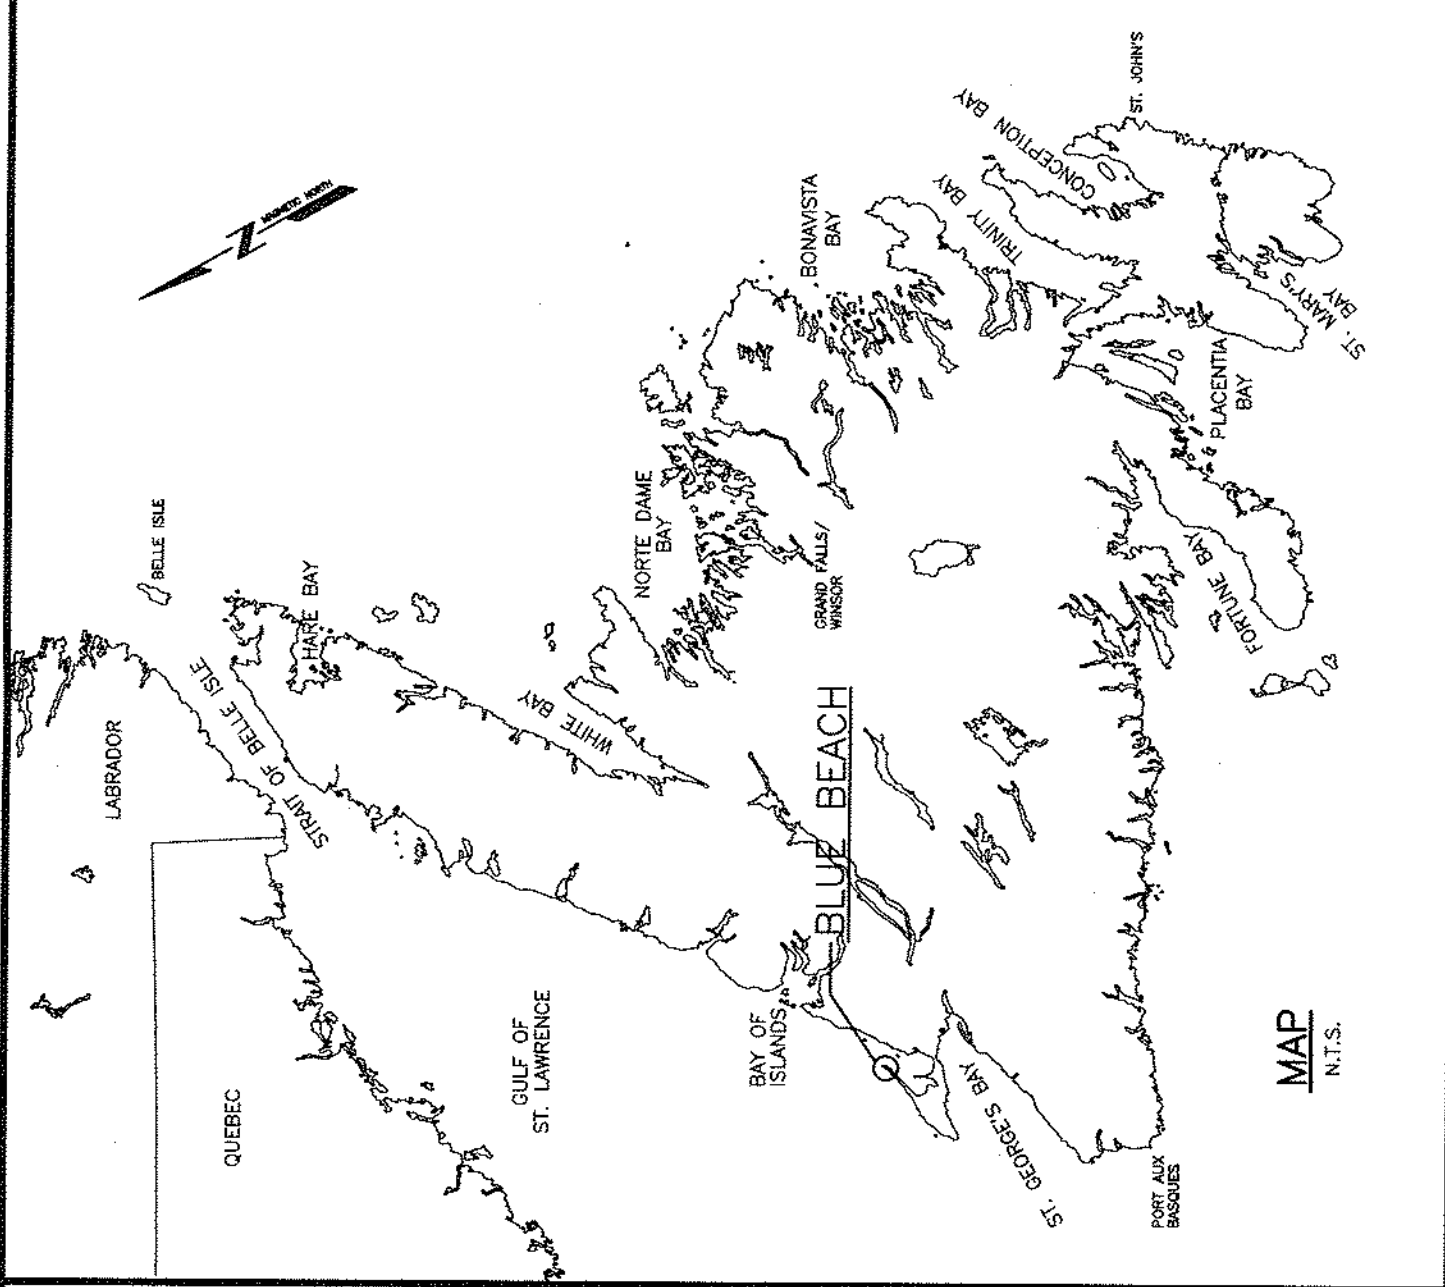 MAGNETIC NORTH
N
BELLE ISLE
LABRADOR
STRAIT OF BELLE ISLE
HARE BAY
QUEBEC
WHITE BAY
NORTE DAME
BAY
GULF OF
ST. LAWRENCE
BONAVISTA
BAY
GRAND FALLS/
WINSOR
BAY OF
ISLANDS
BLUE BEACH
TRINITY BAY
CONCEPTION BAY
ST. JOHN'S
ST. GEORGE'S BAY
PLACENTIA
BAY
FORTUNE BAY
ST. MARY'S
BAY
PORT AUX
BASQUES
MAP
N.T.S.